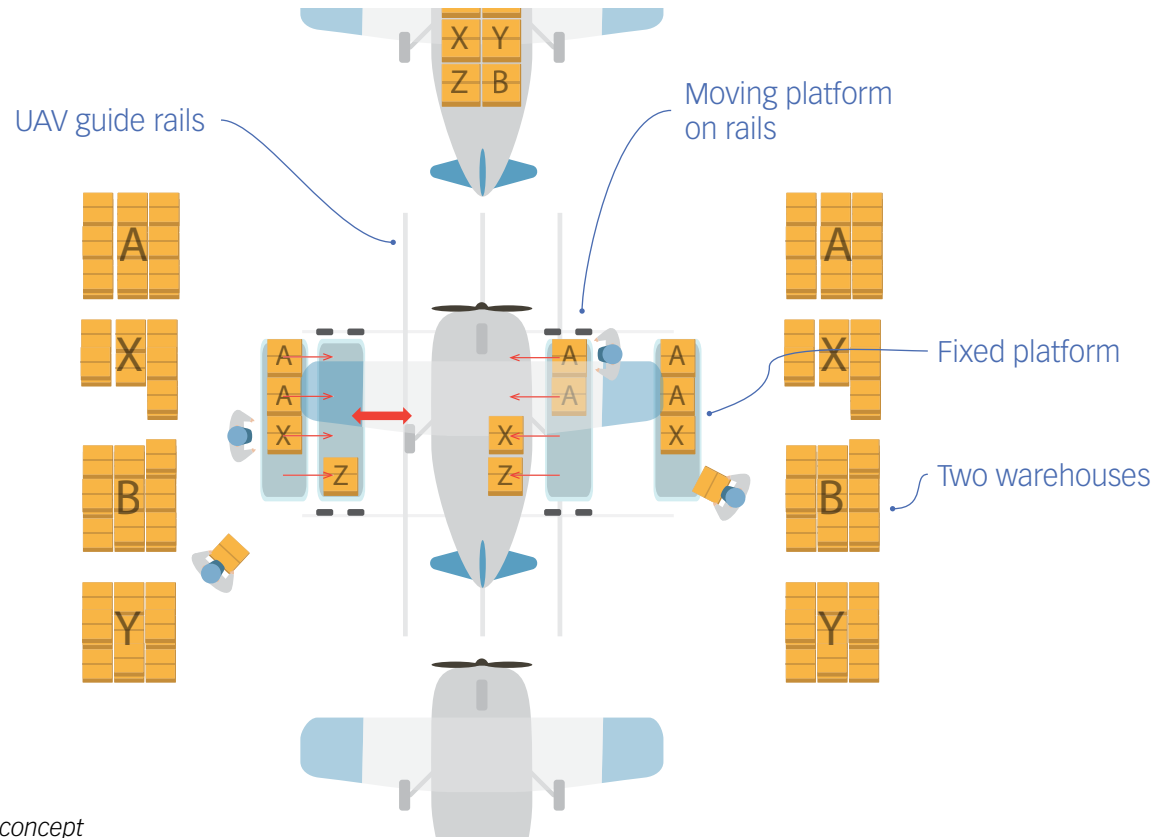 X Y
Z B
Moving platform
on rails
UAV guide rails
A
A
X
X
A
A
A
A
A
A
Fixed platform
X
X
X
Z
Z
B
B
Two warehouses
Y
Y
concept